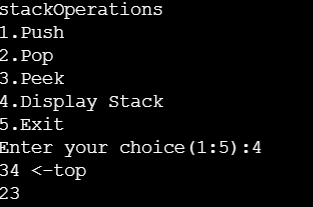 stackOperations
1.Push
2.Pop
3.Peek
4.Display Stack
5.Exit
Enter your choice(1:5):4
34 <-top
23